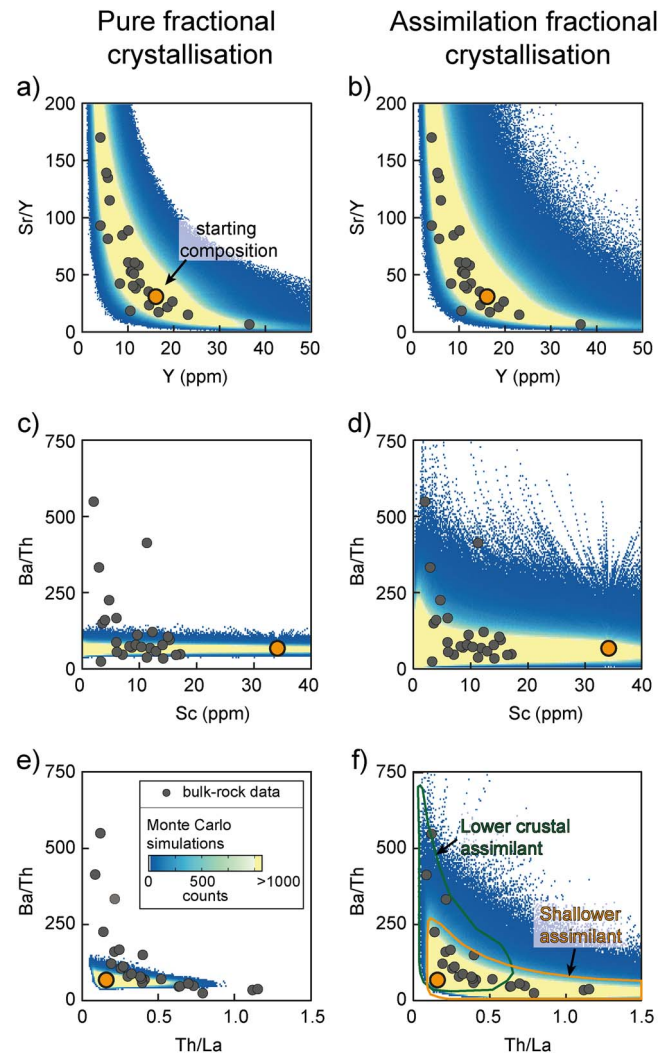 Pure fractional
crystallisation
Assimilation fractional
crystallisation
a)
200
150
100
50
0
Sr/Y
starting
composition
0 10 20 30 40 50
Y (ppm)
b)
200
150
100
50
0
Sr/Y
0 10 20 30 40 50
Y (ppm)
c)
750
500
250
0
Ba/Th
0 10 20 30 40
Sc (ppm)
d)
750
500
250
0
Ba/Th
0 10 20 30 40
Sc (ppm)
e)
750
500
250
0
Ba/Th
bulk-rock data
Monte Carlo
simulations
0 500 >1000
counts
0 0.5 1.0 1.5
Th/La
f)
750
500
250
0
Ba/Th
Lower crustal
assimilant
Shallower
assimilant
0 0.5 1.0 1.5
Th/La